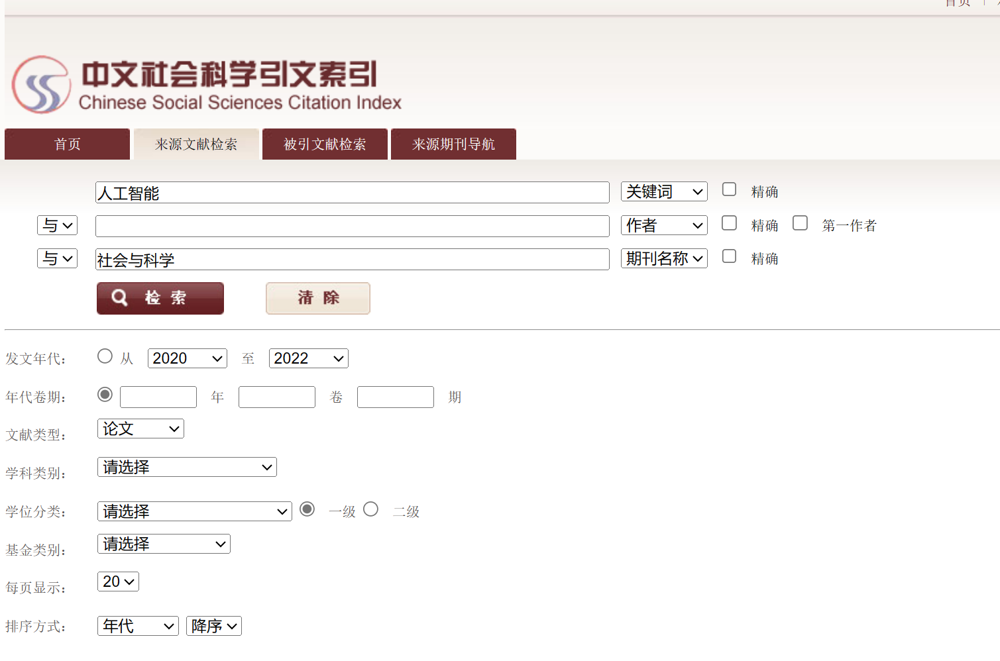 首页
中文社会科学引文索引
Chinese Social Sciences Citation Index
首页 来源文献检索 被引文献检索 来源期刊导航
人工智能 关键词 精确
与 作者 精确 第一作者
与 社会与科学 期刊名称 精确
检 索 清 除
发文年代： 从 2020 至 2022
年代卷期： 年 卷 期
文献类型： 论文
学科类别： 请选择
学位分类： 请选择 一级 二级
基金类别： 请选择
每页显示： 20
排序方式： 年代 降序